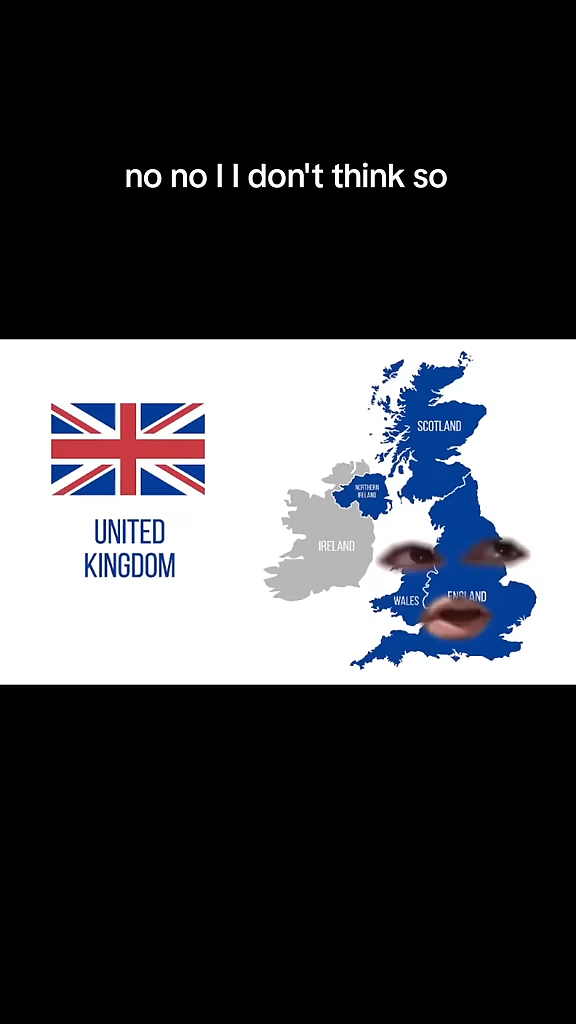 no no I I don't think so
SCOTLAND
NORTHERN
IRELAND
UNITED
KINGDOM
IRELAND
WALES
ENGLAND